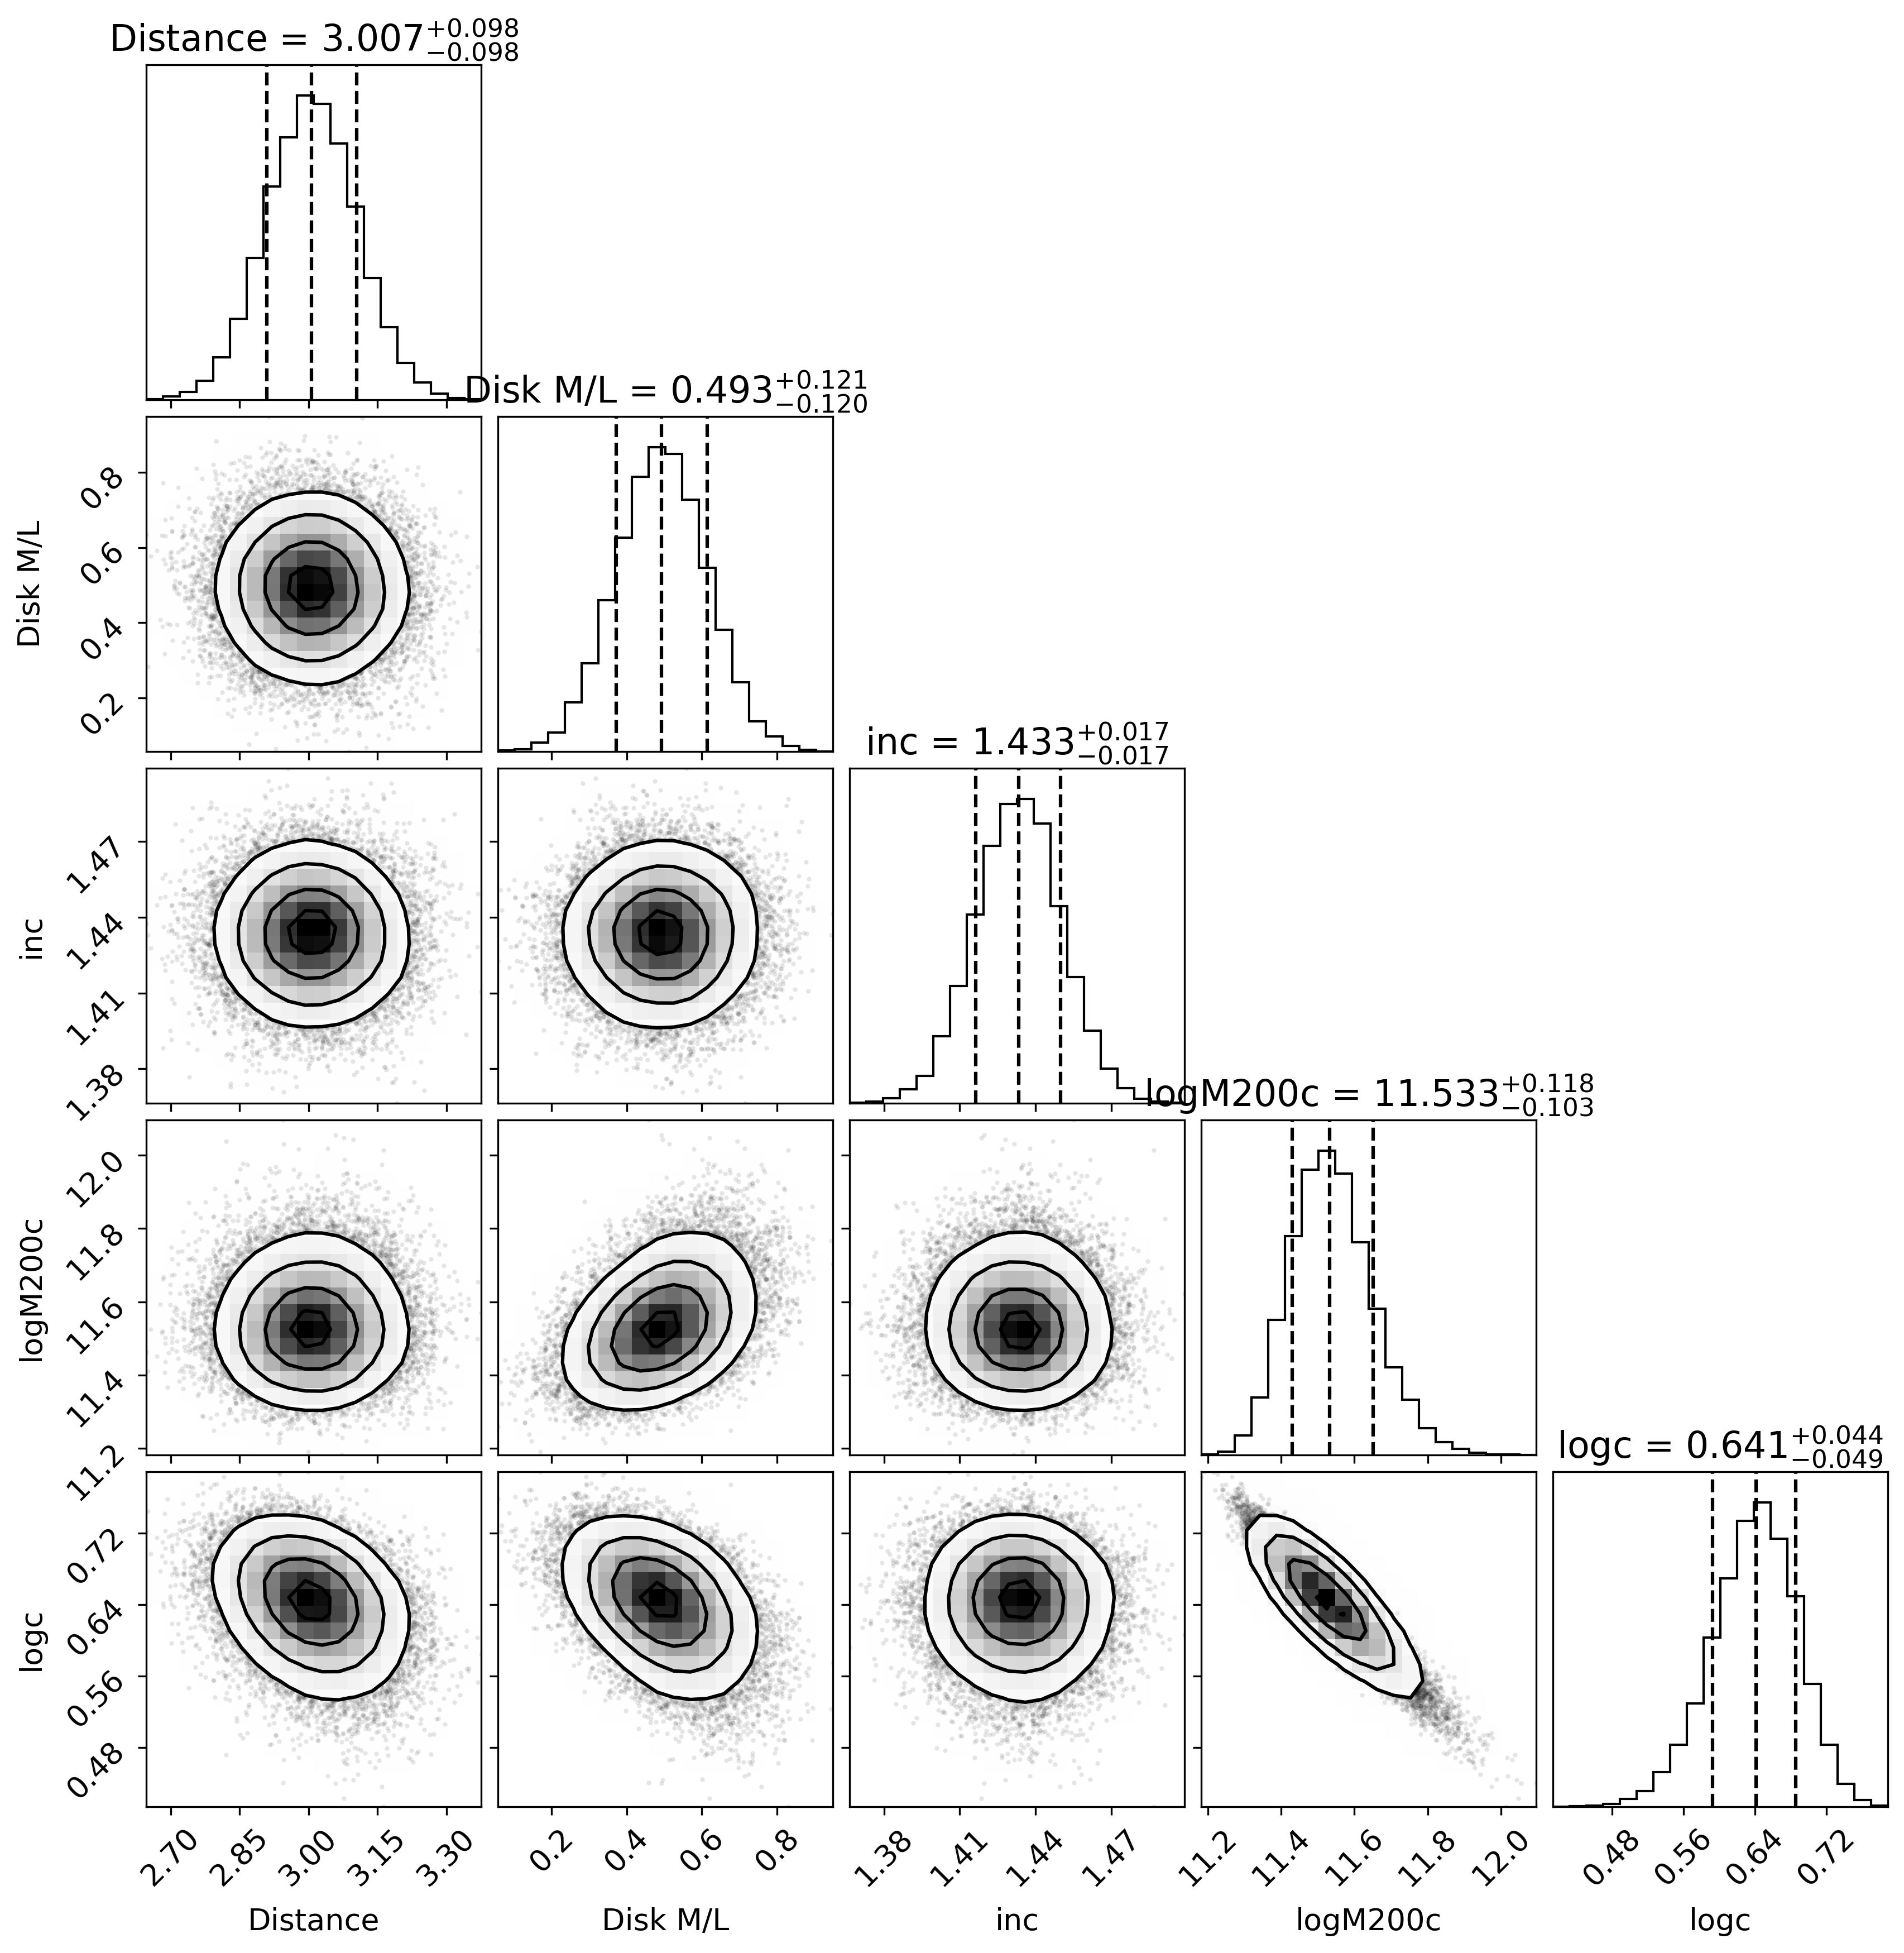 Distance = 3.007 +0.098 −0.098
Disk M/L = 0.493 +0.121 −0.120
0.8
0.6
0.4
0.2
Disk M/L
inc = 1.433 +0.017 −0.017
1.47
1.44
1.41
1.38
inc
logM200c = 11.533 +0.118 −0.103
12.0
11.8
11.6
11.4
11.2
logM200c
logc = 0.641 +0.044 −0.049
0.72
0.64
0.56
0.48
logc
2.70 2.85 3.00 3.15 3.30 0.2 0.4 0.6 0.8 1.38 1.41 1.44 1.47 11.2 11.4 11.6 11.8 12.0 0.48 0.56 0.64 0.72
Distance Disk M/L inc logM200c logc